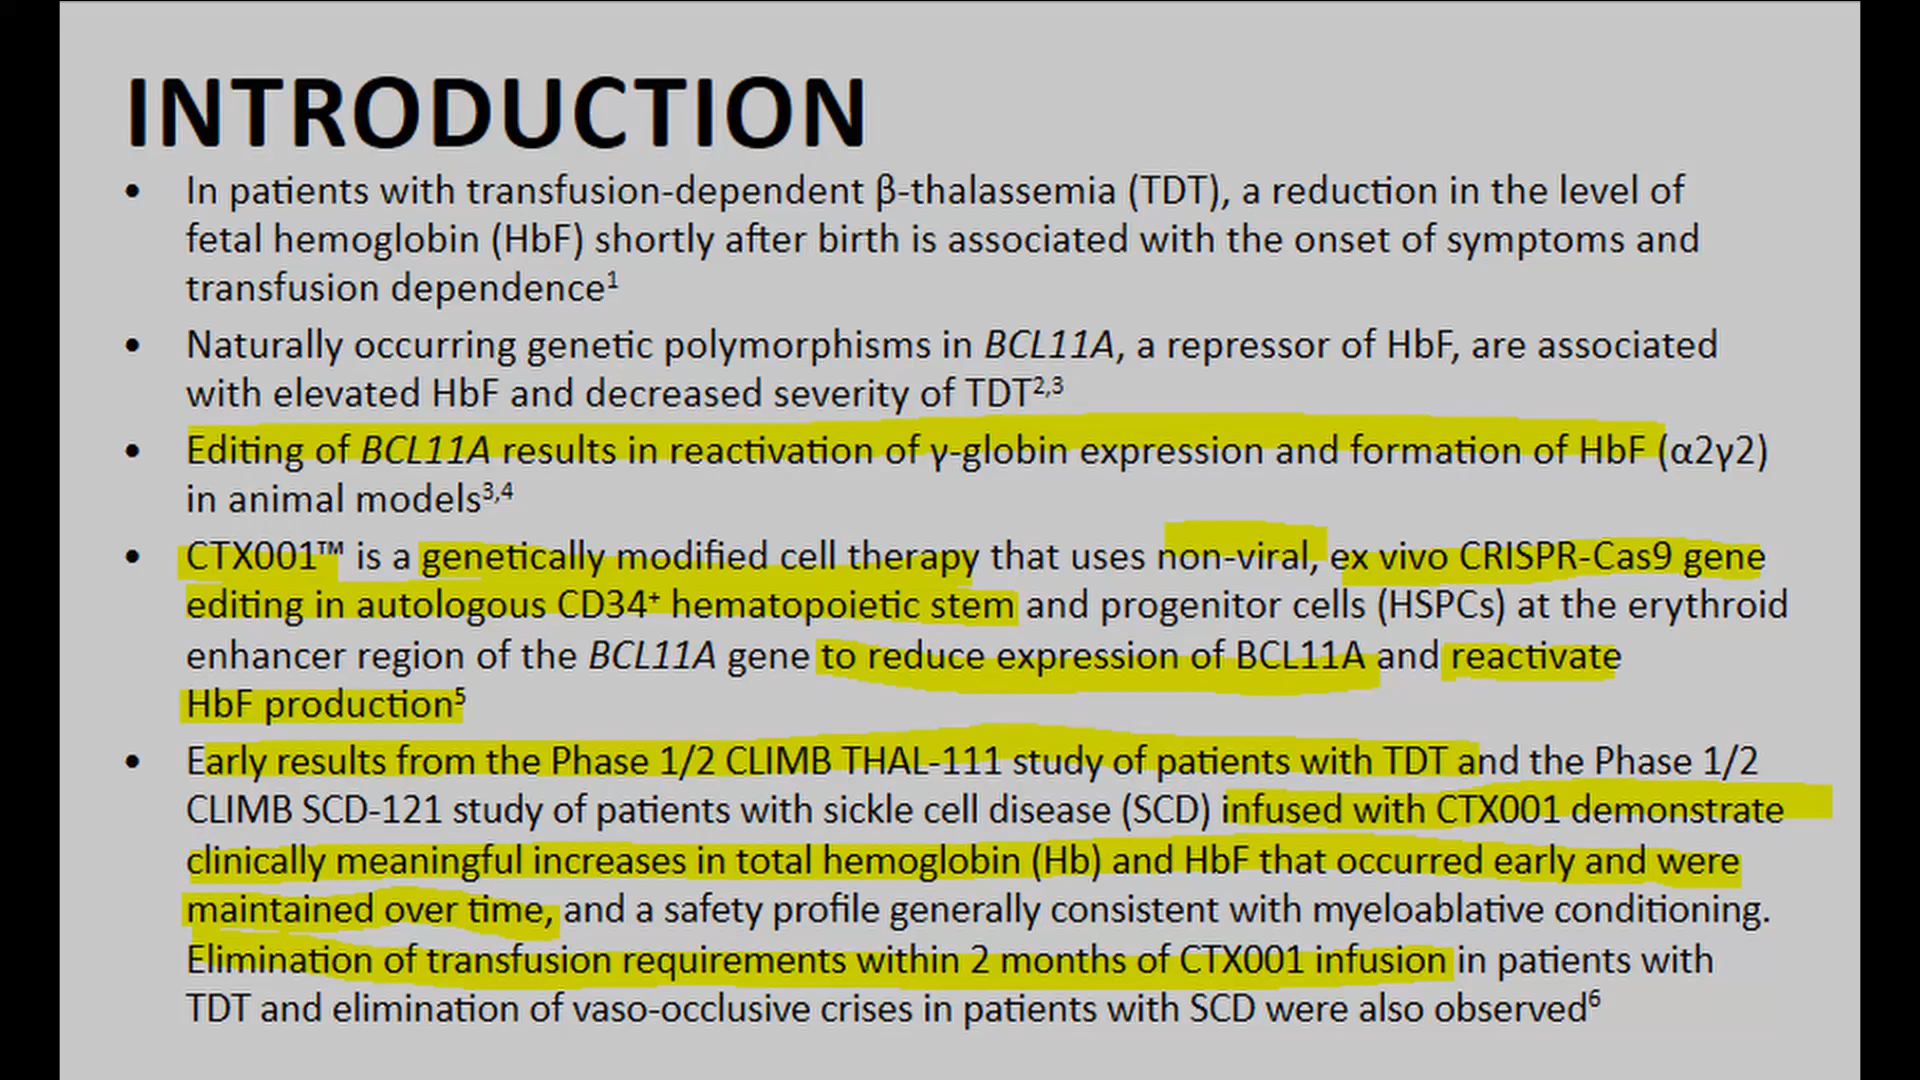 INTRODUCTION
• In patients with transfusion-dependent β-thalassemia (TDT), a reduction in the level of
fetal hemoglobin (HbF) shortly after birth is associated with the onset of symptoms and
transfusion dependence¹
• Naturally occurring genetic polymorphisms in BCL11A, a repressor of HbF, are associated
with elevated HbF and decreased severity of TDT²,³
• Editing of BCL11A results in reactivation of γ-globin expression and formation of HbF (α2γ2)
in animal models³,⁴
• CTX001™ is a genetically modified cell therapy that uses non-viral, ex vivo CRISPR-Cas9 gene
editing in autologous CD34⁺ hematopoietic stem and progenitor cells (HSPCs) at the erythroid
enhancer region of the BCL11A gene to reduce expression of BCL11A and reactivate
HbF production⁵
• Early results from the Phase 1/2 CLIMB THAL-111 study of patients with TDT and the Phase 1/2
CLIMB SCD-121 study of patients with sickle cell disease (SCD) infused with CTX001 demonstrate
clinically meaningful increases in total hemoglobin (Hb) and HbF that occurred early and were
maintained over time, and a safety profile generally consistent with myeloablative conditioning.
Elimination of transfusion requirements within 2 months of CTX001 infusion in patients with
TDT and elimination of vaso-occlusive crises in patients with SCD were also observed⁶